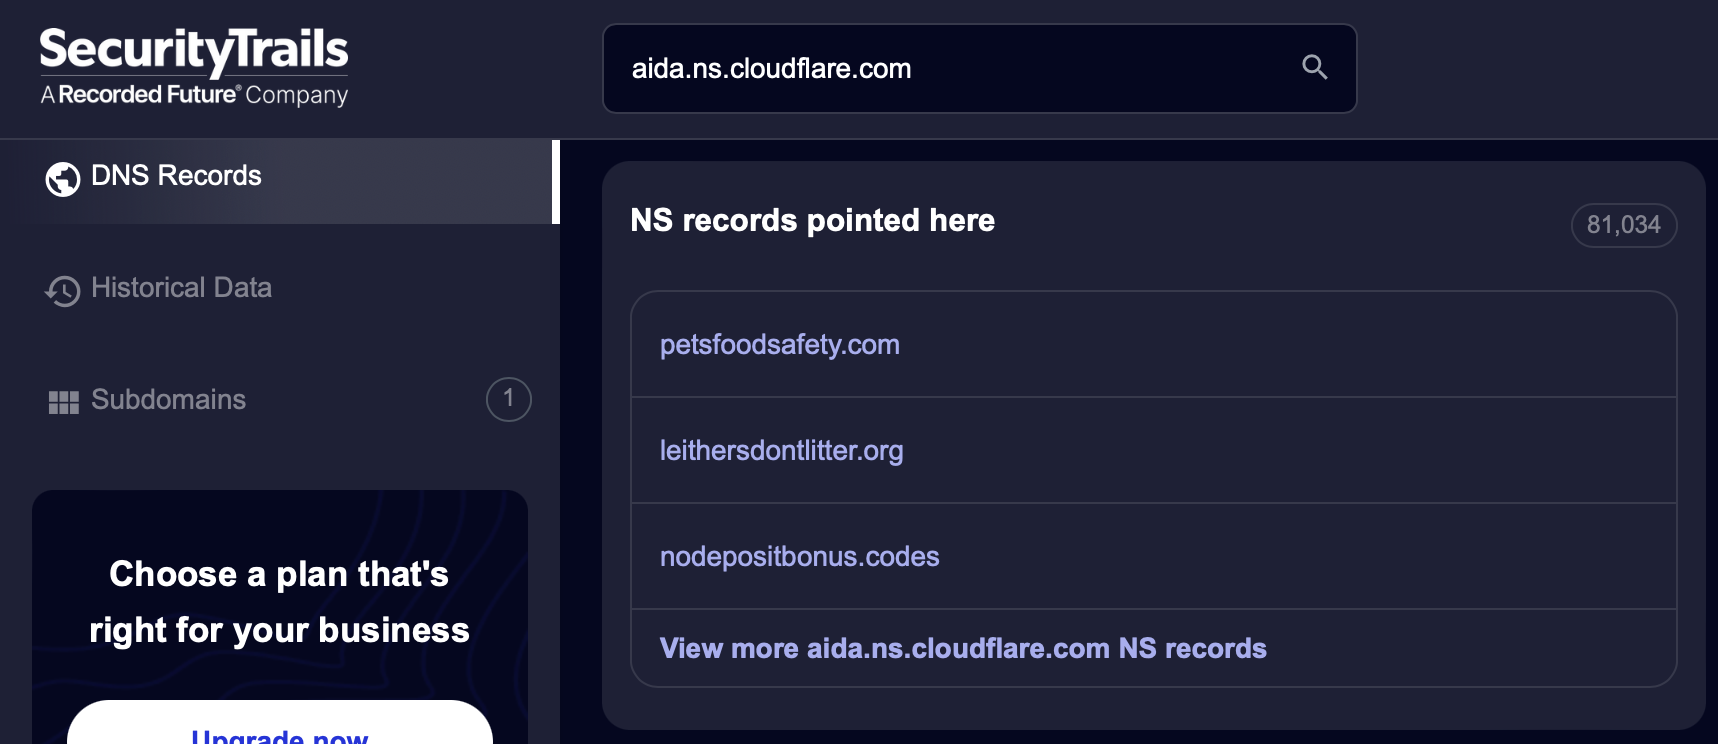 SecurityTrails
A Recorded Future® Company
aida.ns.cloudflare.com
DNS Records
Historical Data
Subdomains
1
Choose a plan that's
right for your business
Upgrade now
NS records pointed here
81,034
petsfoodsafety.com
leithersdontlitter.org
nodepositbonus.codes
View more aida.ns.cloudflare.com NS records